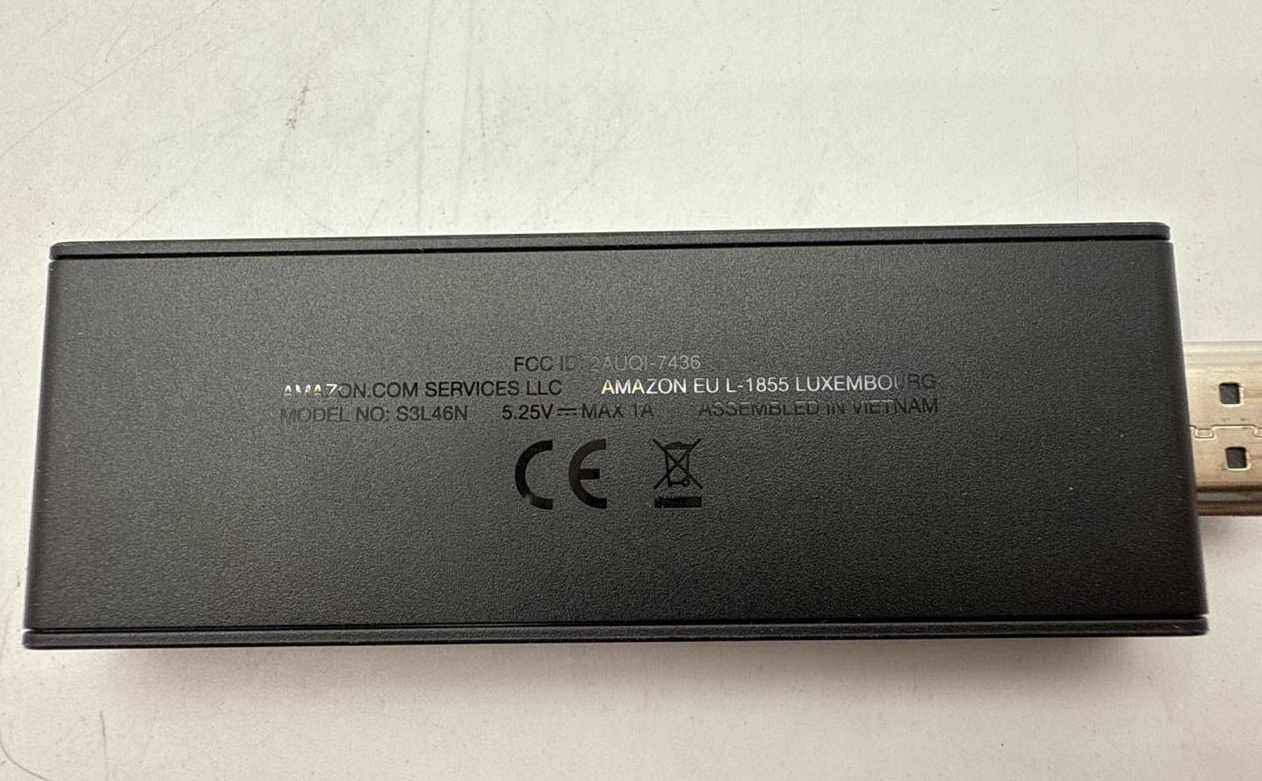 FCC ID: 2AUQI-7436
AMAZON.COM SERVICES LLC AMAZON EU L-1855 LUXEMBOURG
MODEL NO: S3L46N 5.25V⎓MAX 1A ASSEMBLED IN VIETNAM
CE